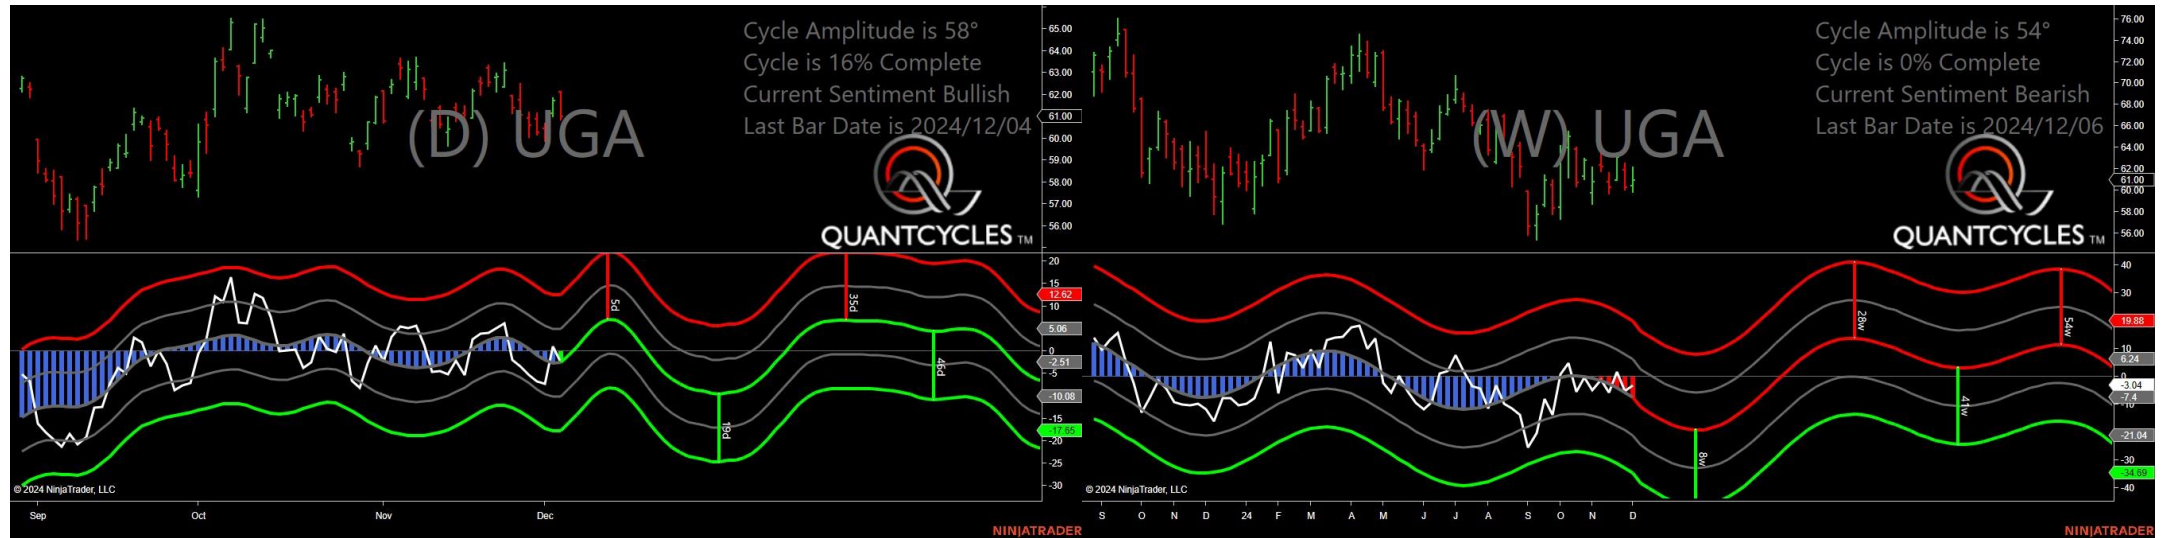 Cycle Amplitude is 58°
Cycle is 16% Complete
Current Sentiment Bullish
Last Bar Date is 2024/12/04
(D) UGA
QUANTCYCLES TM
65.00
64.00
63.00
62.00
61.00
60.00
59.00
58.00
57.00
56.00
20
15
12.62
10
5.06
0
-2.51
-5
-10.08
-15
-17.65
-20
-25
-30
5d
19d
35d
46d
© 2024 NinjaTrader, LLC
Sep Oct Nov Dec
NINJATRADER
Cycle Amplitude is 54°
Cycle is 0% Complete
Current Sentiment Bearish
Last Bar Date is 2024/12/06
(W) UGA
QUANTCYCLES TM
76.00
74.00
72.00
70.00
68.00
66.00
64.00
62.00
61.00
60.00
58.00
56.00
40
30
19.88
10
6.24
0
-3.04
-7.4
-21.04
-30
-34.69
-40
8w
28w
41w
54w
© 2024 NinjaTrader, LLC
S O N D 24 F M A M J J A S O N D
NINJATRADER